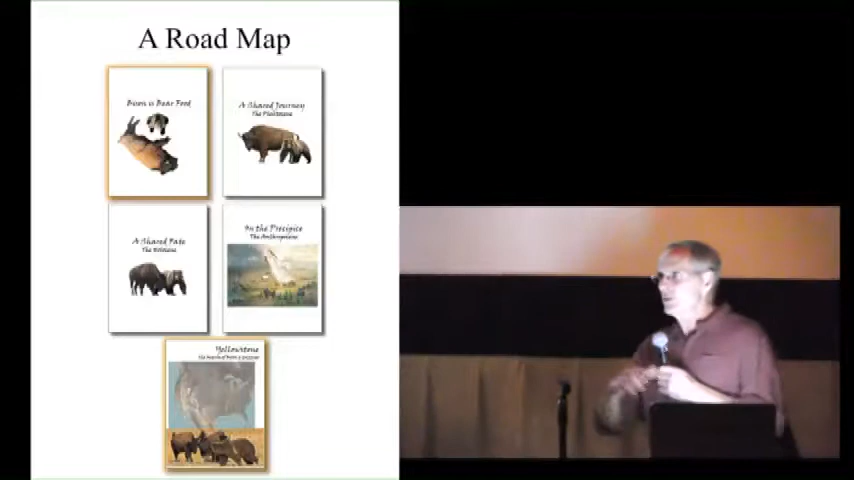 A Road Map
Bison is Bear Food
A Shared Journey
The Pleistocene
A Shared Fate
The Holocene
In the Precipice
The Anthropocene
Yellowstone